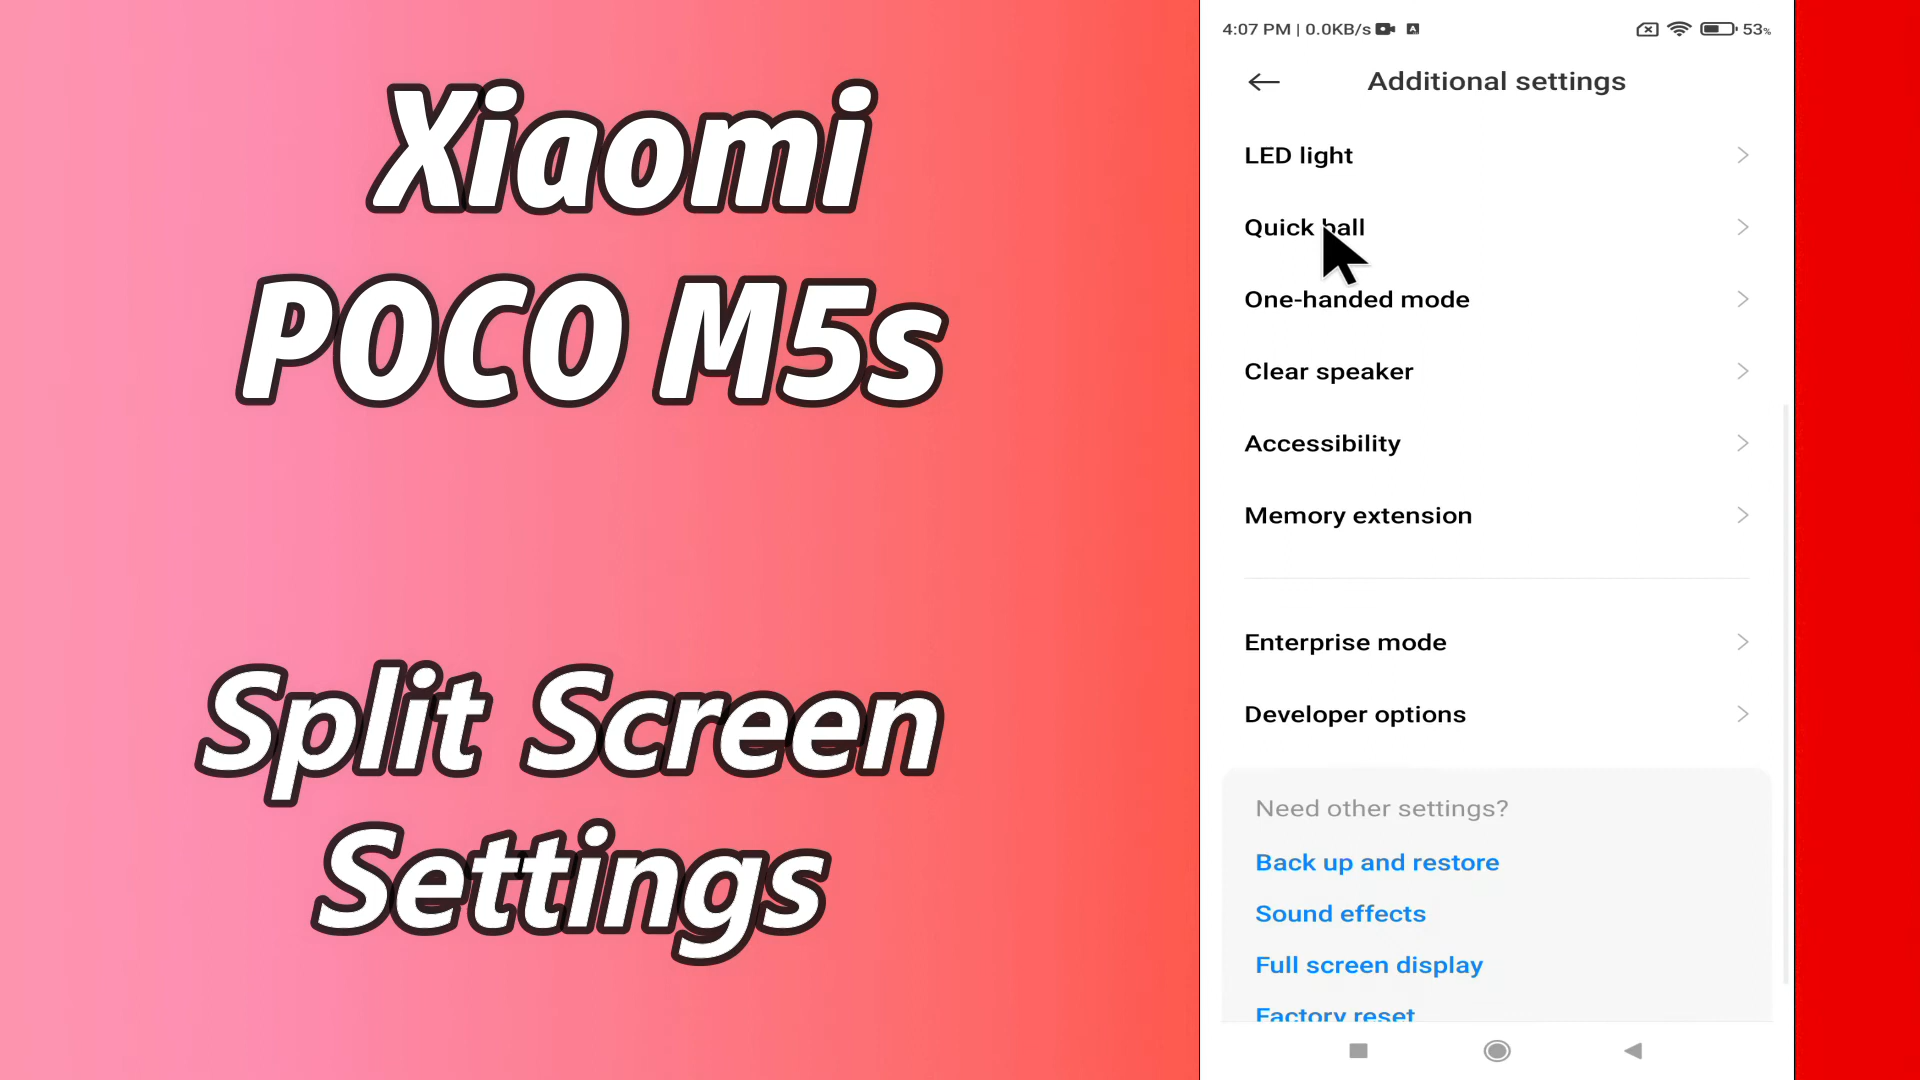 Xiaomi
POCO M5s
Split Screen
Settings
4:07 PM | 0.0KB/s
53%
Additional settings
LED light
Quick ball
One-handed mode
Clear speaker
Accessibility
Memory extension
Enterprise mode
Developer options
Need other settings?
Back up and restore
Sound effects
Full screen display
Factory reset